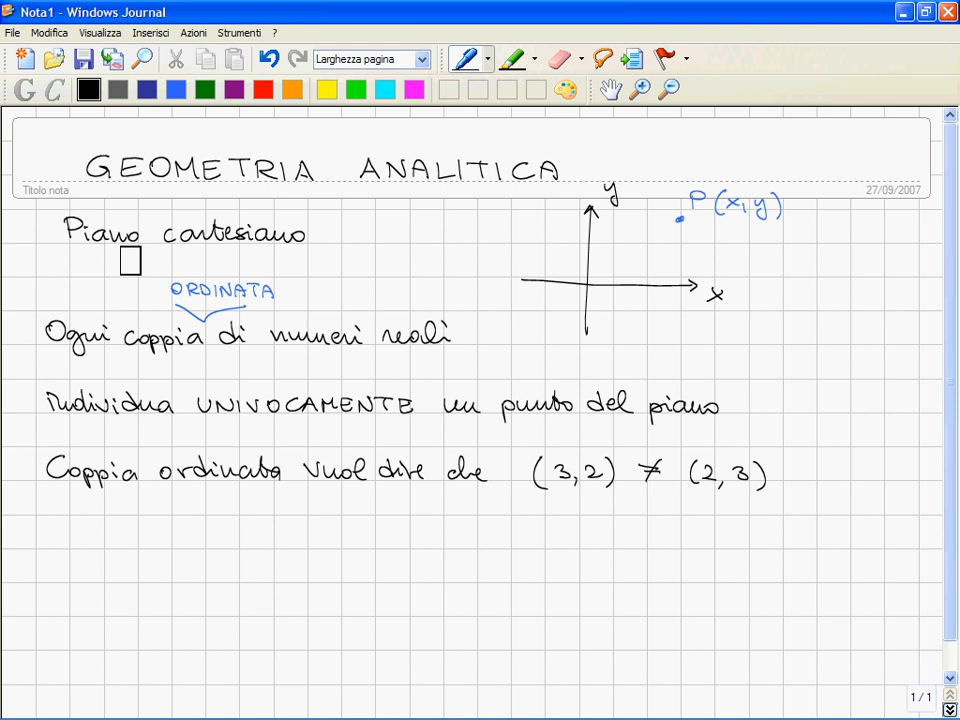 Nota1 - Windows Journal
File Modifica Visualizza Inserisci Azioni Strumenti ?
Larghezza pagina
G C
GEOMETRIA ANALITICA
Titolo nota 27/09/2007
y
P(x,y)
Piano cartesiano
x
ORDINATA
Ogni coppia di numeri reali
individua UNIVOCAMENTE un punto del piano
Coppia ordinata vuol dire che (3,2) ≠ (2,3)
1 / 1